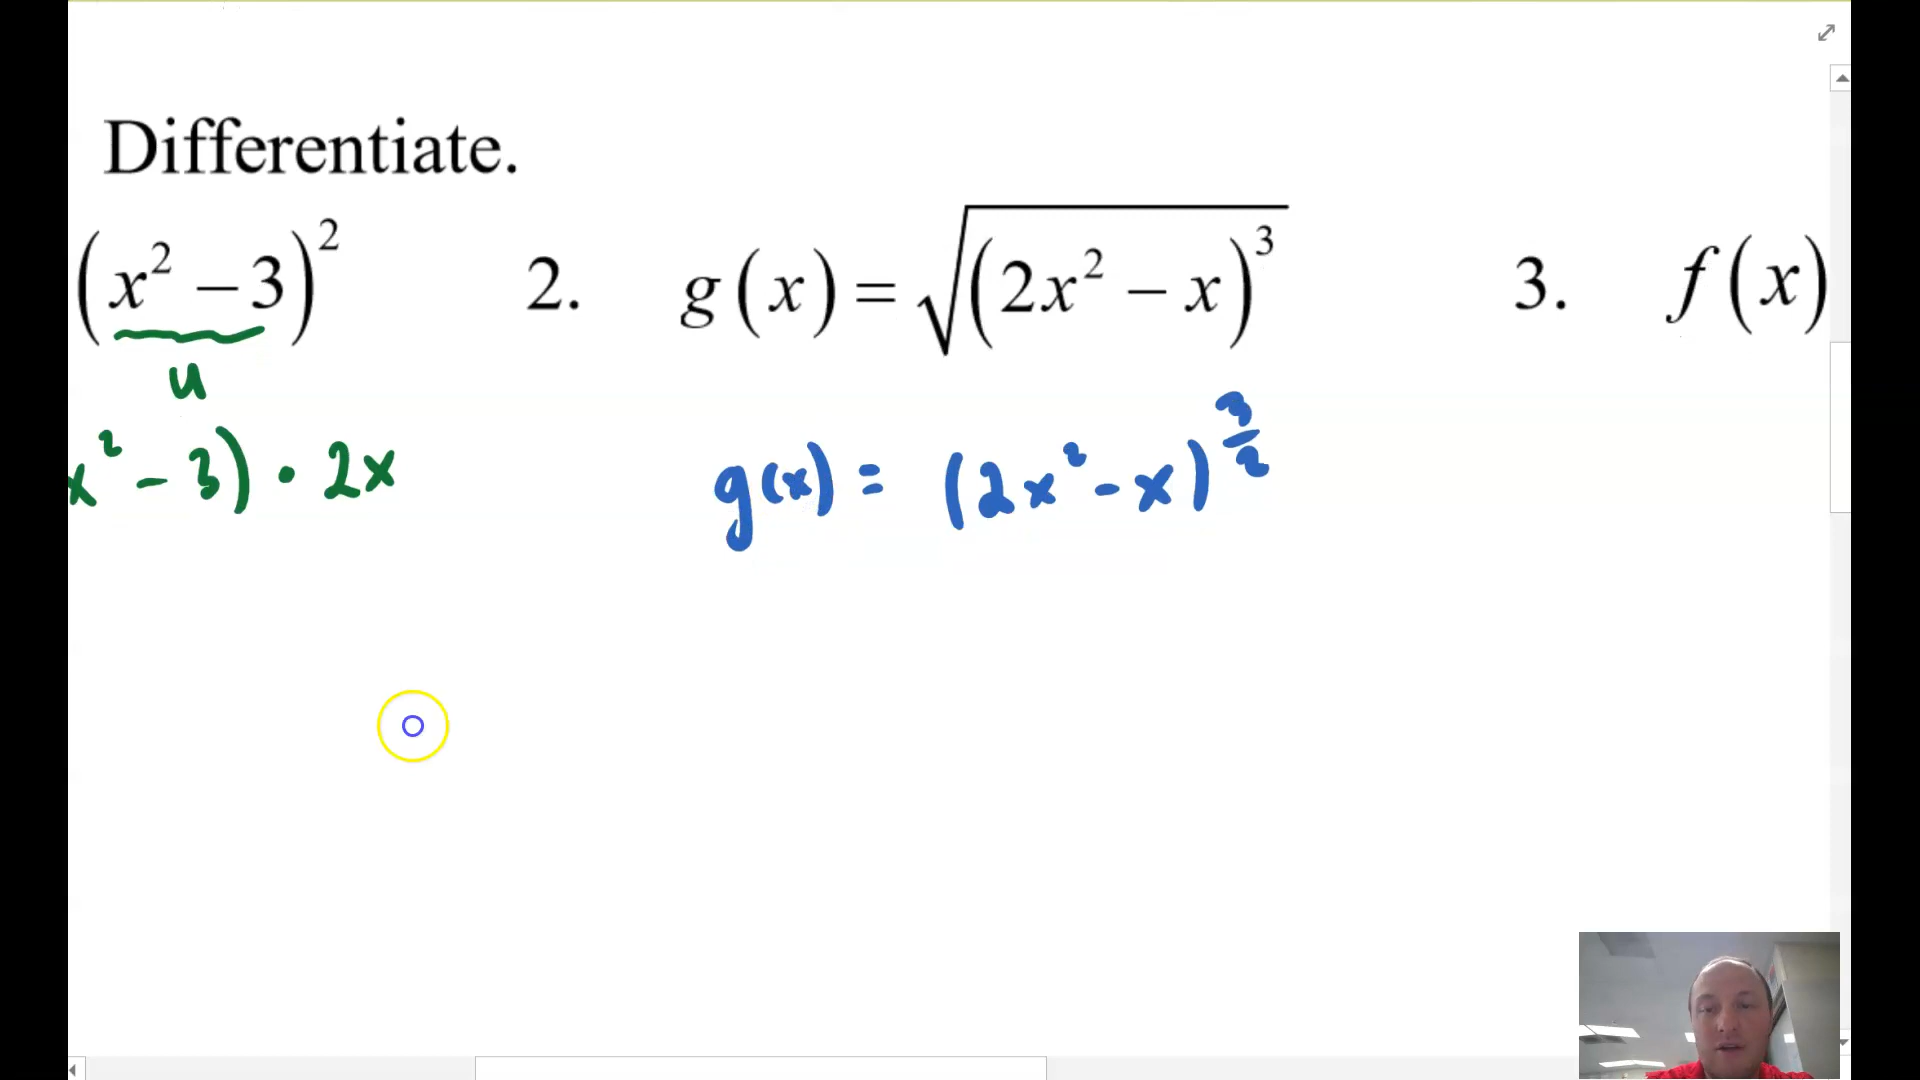 Differentiate.
(x² − 3)²   2.   g(x) = √(2x² − x)³   3.   f(x)
u
x² − 3) · 2x   g(x) = (2x² − x)^(3/2)